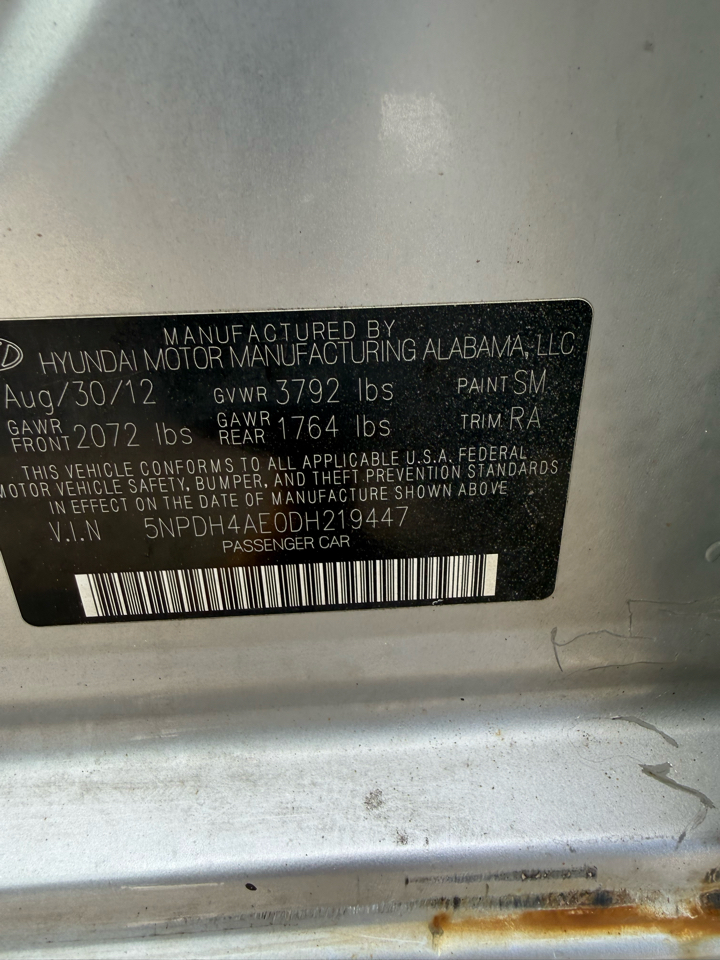 MANUFACTURED BY
HYUNDAI MOTOR MANUFACTURING ALABAMA, LLC
Aug/30/12 GVWR 3792 lbs PAINT SM
GAWR FRONT 2072 lbs GAWR REAR 1764 lbs TRIM RA
THIS VEHICLE CONFORMS TO ALL APPLICABLE U.S.A. FEDERAL
MOTOR VEHICLE SAFETY, BUMPER, AND THEFT PREVENTION STANDARDS
IN EFFECT ON THE DATE OF MANUFACTURE SHOWN ABOVE
V.I.N 5NPDH4AE0DH219447
PASSENGER CAR